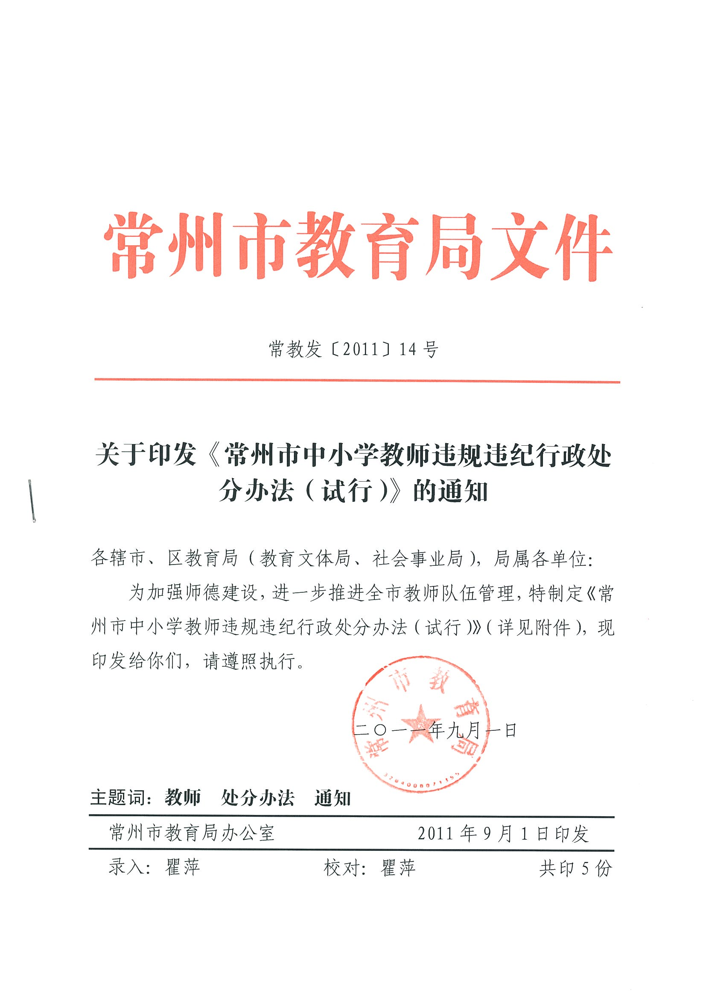 常州市教育局文件
常教发〔2011〕14号
关于印发《常州市中小学教师违规违纪行政处
分办法（试行）》的通知
各辖市、区教育局（教育文体局、社会事业局），局属各单位：
为加强师德建设，进一步推进全市教师队伍管理，特制定《常
州市中小学教师违规违纪行政处分办法（试行）》（详见附件），现
印发给你们，请遵照执行。
常州市教育局
二〇一一年九月一日
3204000071355
主题词：教师 处分办法 通知
常州市教育局办公室 2011年9月1日印发
录入：瞿萍 校对：瞿萍 共印5份